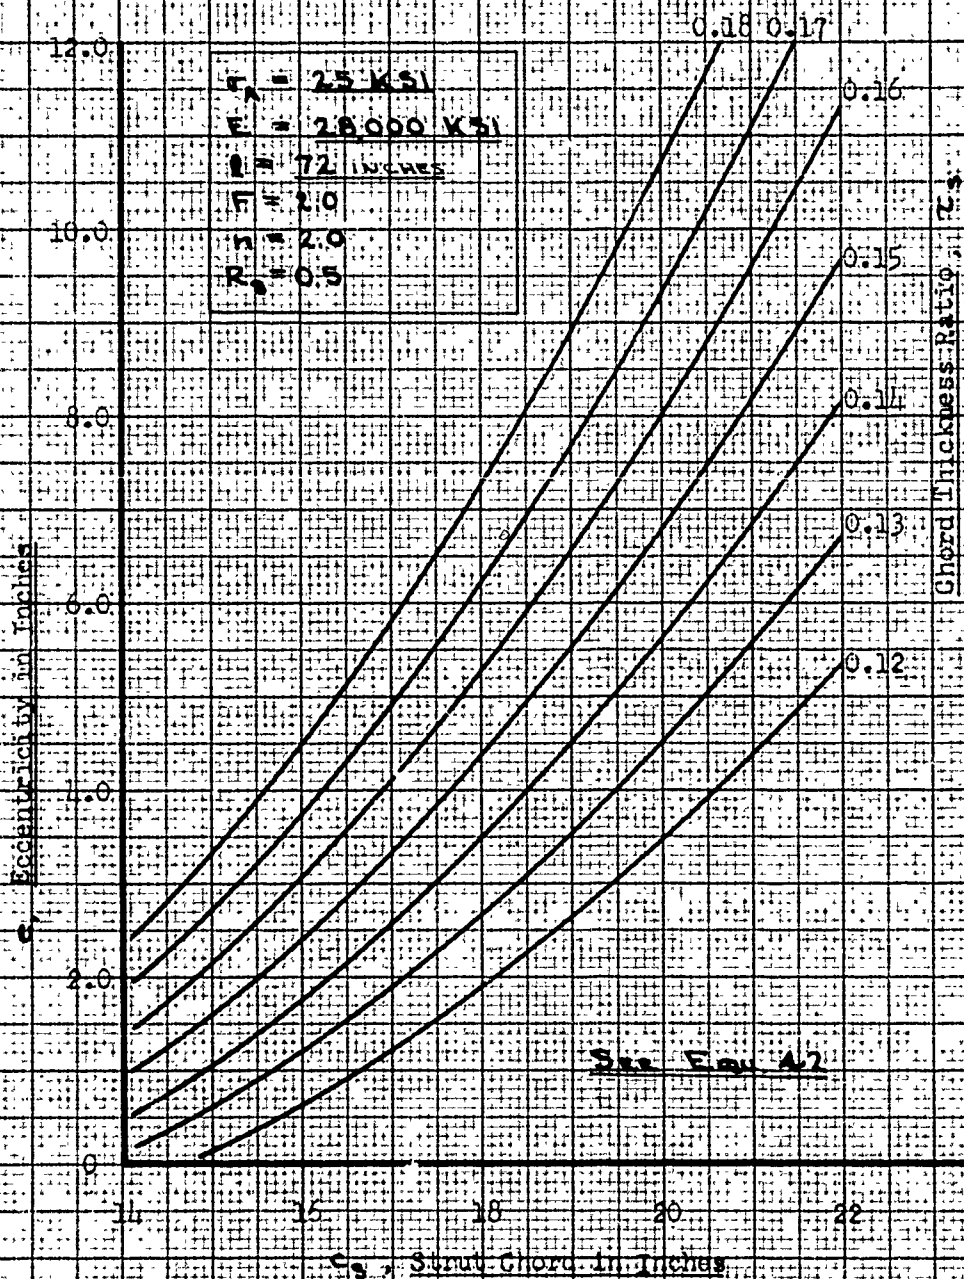 0.18 0.17
12.0
σA = 25 KSI
E = 28,000 KSI
l = 72 INCHES
F = 2.0
n = 2.0
Rs = 0.5
0.16
10.0
0.15
8.0
0.14
0.13
6.0
0.12
4.0
2.0
0
e, Eccentricity in Inches
Chord Thickness Ratio, τs
SEE EQU 4.2
14 16 18 20 22
cs, Strut Chord in Inches